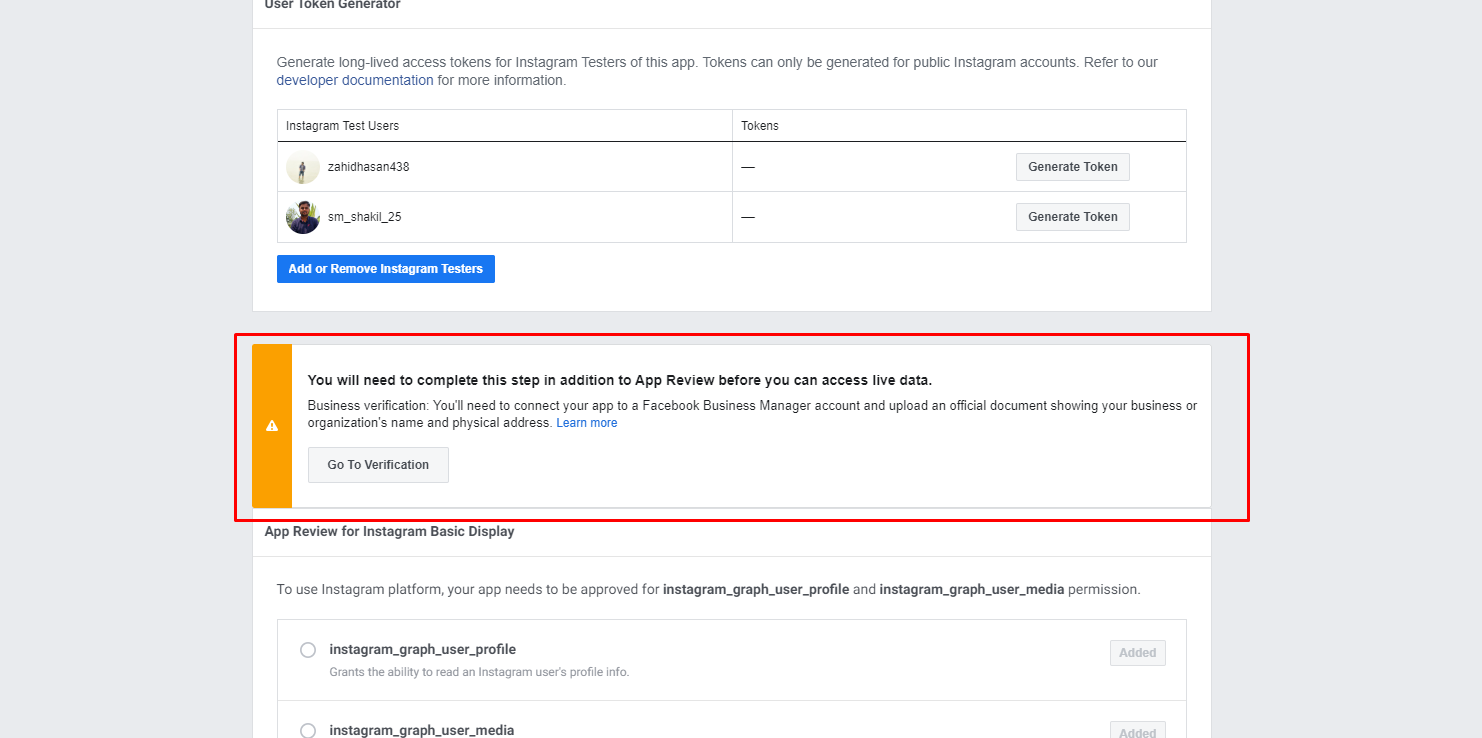 User Token Generator
Generate long-lived access tokens for Instagram Testers of this app. Tokens can only be generated for public Instagram accounts. Refer to our
developer documentation for more information.
Instagram Test Users Tokens
zahidhasan438 — Generate Token
sm_shakil_25 — Generate Token
Add or Remove Instagram Testers
You will need to complete this step in addition to App Review before you can access live data.
Business verification: You'll need to connect your app to a Facebook Business Manager account and upload an official document showing your business or
organization's name and physical address. Learn more
Go To Verification
App Review for Instagram Basic Display
To use Instagram platform, your app needs to be approved for instagram_graph_user_profile and instagram_graph_user_media permission.
instagram_graph_user_profile Added
Grants the ability to read an Instagram user's profile info.
instagram_graph_user_media Added